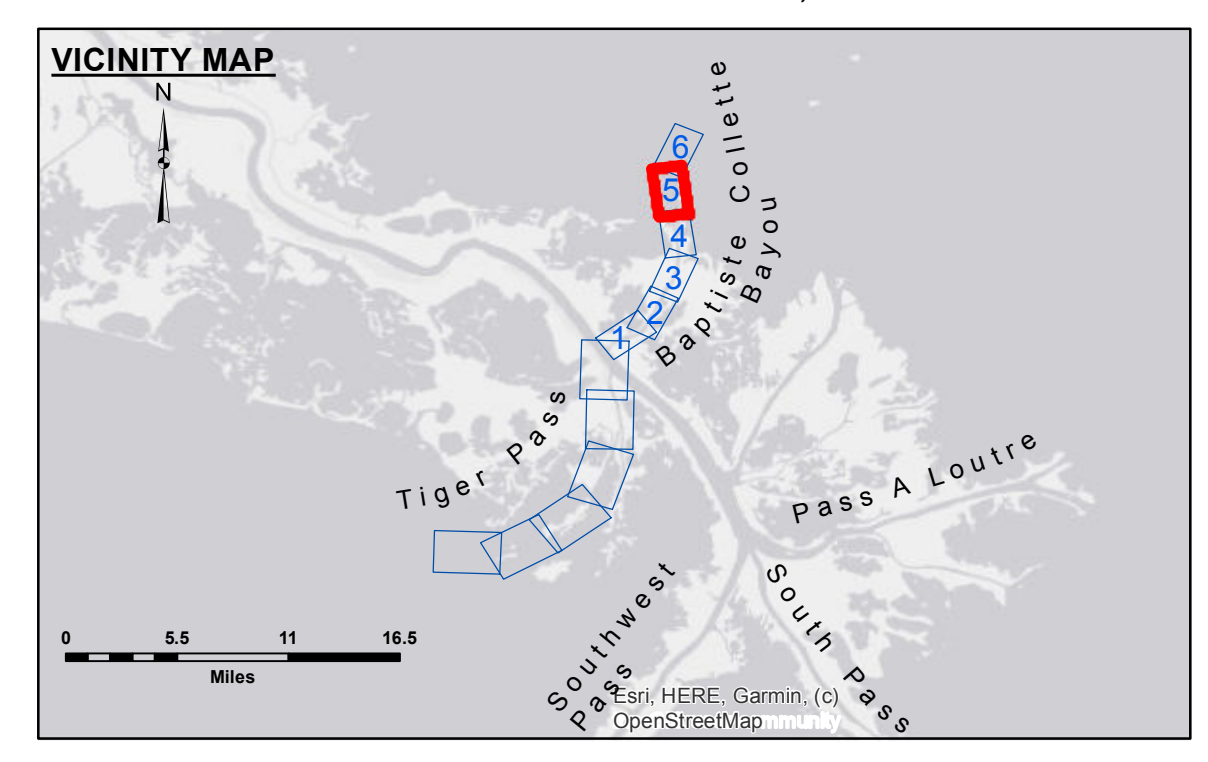 VICINITY MAP
N
6
5
4
3
2
1
Baptiste Collette
Bayou
Tiger Pass
Pass A Loutre
Southwest
Pass
South Pass
0 5.5 11 16.5
Miles
Esri, HERE, Garmin, (c)
OpenStreetMap